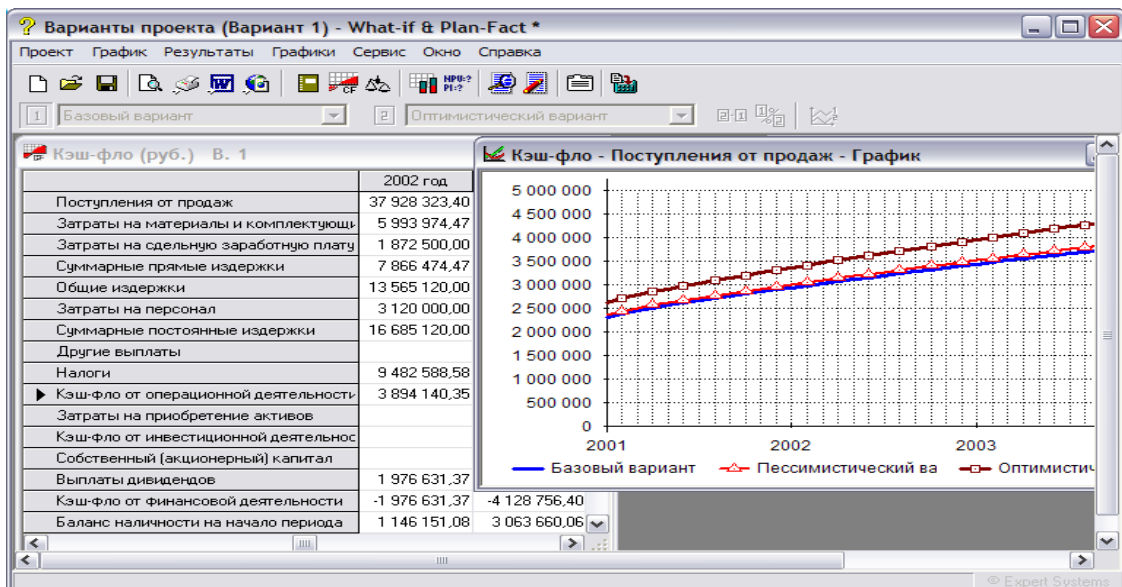 Варианты проекта (Вариант 1) - What-if & Plan-Fact *
Проект График Результаты Графики Сервис Окно Справка
CF NPV:? PI:?
1 Базовый вариант 2 Оптимистический вариант
Кэш-фло (руб.) В. 1
2002 год
Поступления от продаж 37 928 323,40
Затраты на материалы и комплектующи 5 993 974,47
Затраты на сдельную заработную плату 1 872 500,00
Суммарные прямые издержки 7 866 474,47
Общие издержки 13 565 120,00
Затраты на персонал 3 120 000,00
Суммарные постоянные издержки 16 685 120,00
Другие выплаты
Налоги 9 482 588,58
Кэш-фло от операционной деятельности 3 894 140,35
Затраты на приобретение активов
Кэш-фло от инвестиционной деятельнос
Собственный (акционерный) капитал
Выплаты дивидендов 1 976 631,37
Кэш-фло от финансовой деятельности -1 976 631,37 -4 128 756,40
Баланс наличности на начало периода 1 146 151,08 3 063 660,06
Кэш-фло - Поступления от продаж - График
5 000 000
4 500 000
4 000 000
3 500 000
3 000 000
2 500 000
2 000 000
1 500 000
1 000 000
500 000
0
2001 2002 2003
Базовый вариант Пессимистический ва Оптимистич
© Expert Systems